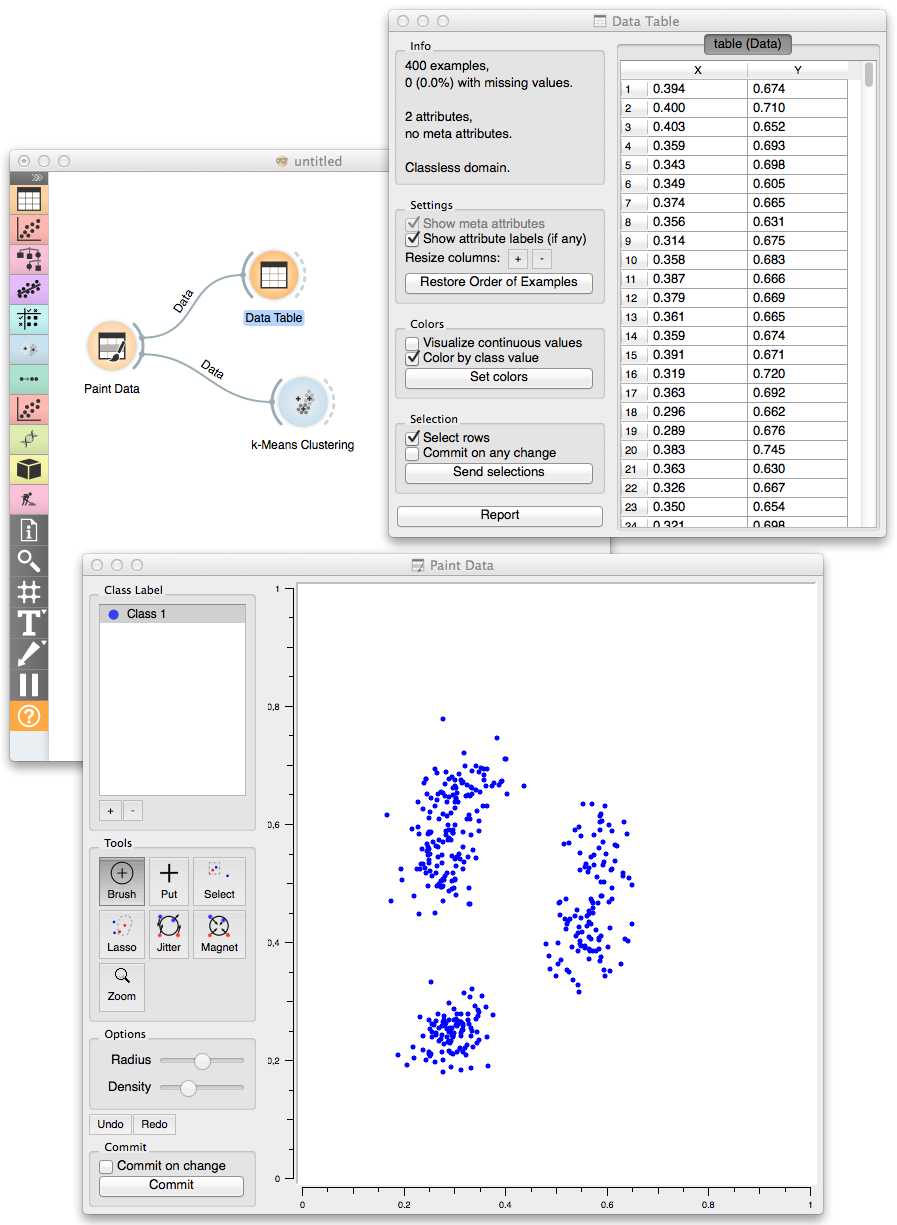 Data Table
Info
400 examples,
0 (0.0%) with missing values.
2 attributes,
no meta attributes.
Classless domain.
Settings
Show meta attributes
Show attribute labels (if any)
Resize columns:
+
-
Restore Order of Examples
Colors
Visualize continuous values
Color by class value
Set colors
Selection
Select rows
Commit on any change
Send selections
Report
table (Data)
X Y
1 0.394 0.674
2 0.400 0.710
3 0.403 0.652
4 0.359 0.693
5 0.343 0.698
6 0.349 0.605
7 0.374 0.665
8 0.356 0.631
9 0.314 0.675
10 0.358 0.683
11 0.387 0.666
12 0.379 0.669
13 0.361 0.665
14 0.359 0.674
15 0.391 0.671
16 0.319 0.720
17 0.363 0.692
18 0.296 0.662
19 0.289 0.676
20 0.383 0.745
21 0.363 0.630
22 0.326 0.667
23 0.350 0.654
24 0.321 0.698
untitled
Data
Data Table
Paint Data
Data
k-Means Clustering
Paint Data
Class Label
Class 1
+
-
Tools
Brush Put Select
Lasso Jitter Magnet
Zoom
Options
Radius
Density
Undo Redo
Commit
Commit on change
Commit
1
0,8
0,6
0,4
0,2
0
0 0.2 0.4 0.6 0.8 1